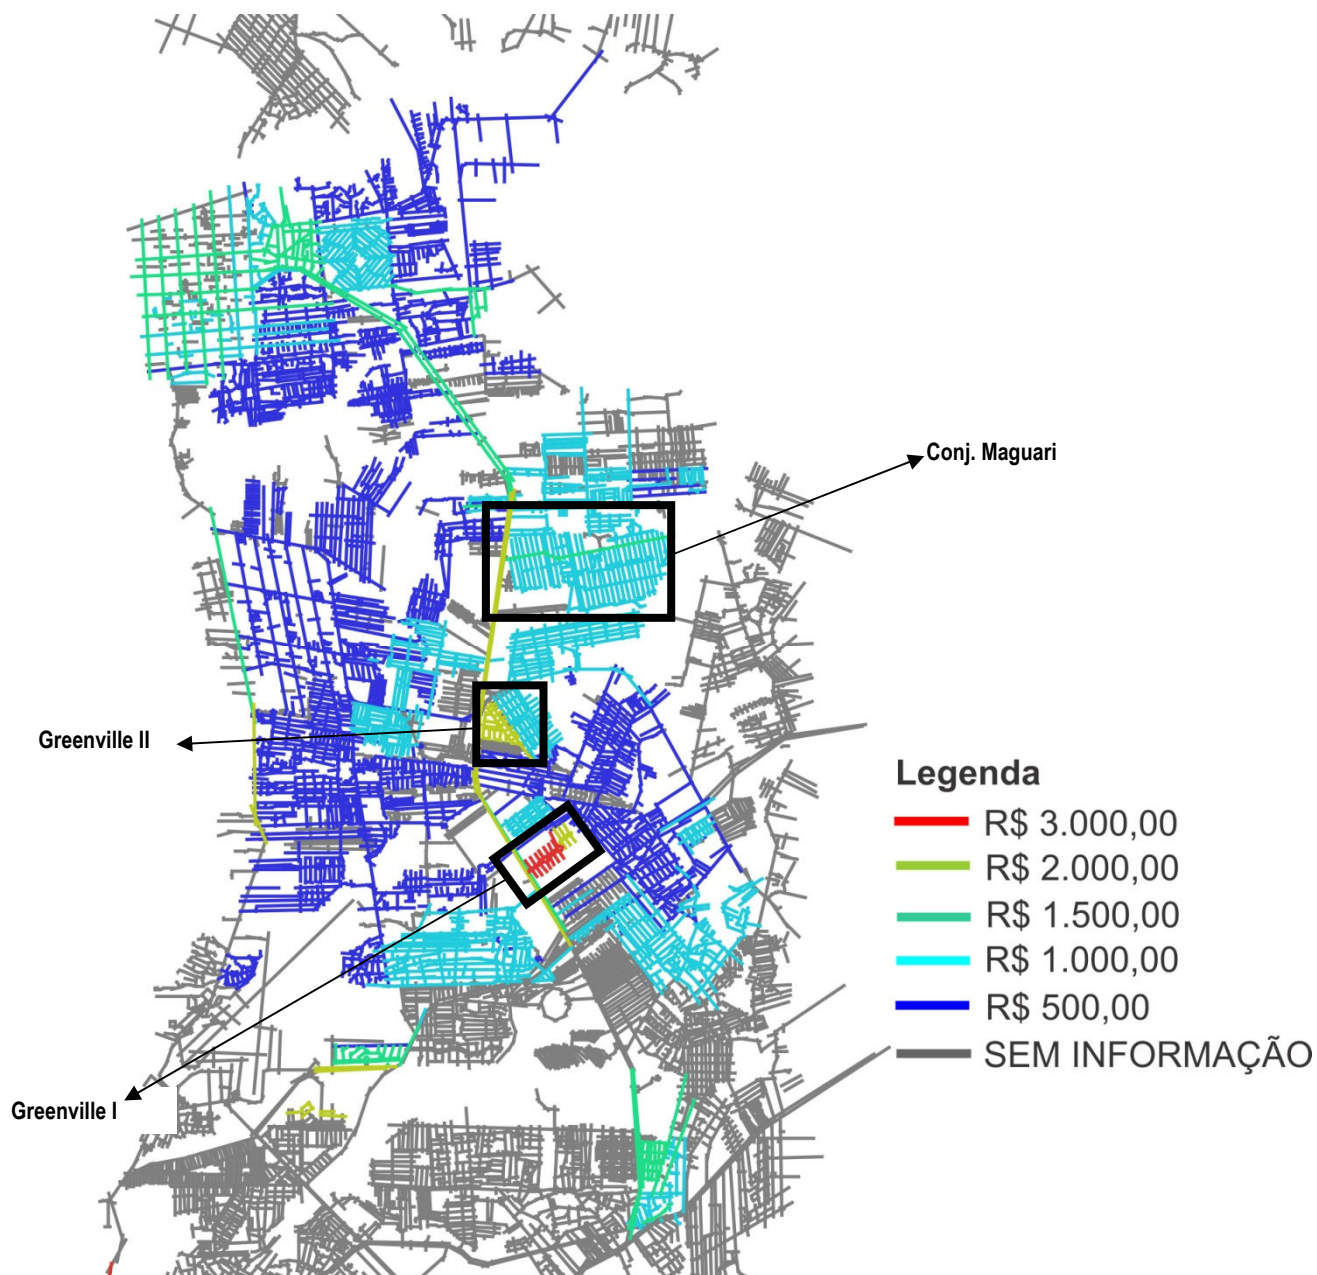 Conj. Maguari
Greenville II
Greenville I
Legenda
R$ 3.000,00
R$ 2.000,00
R$ 1.500,00
R$ 1.000,00
R$ 500,00
SEM INFORMAÇÃO